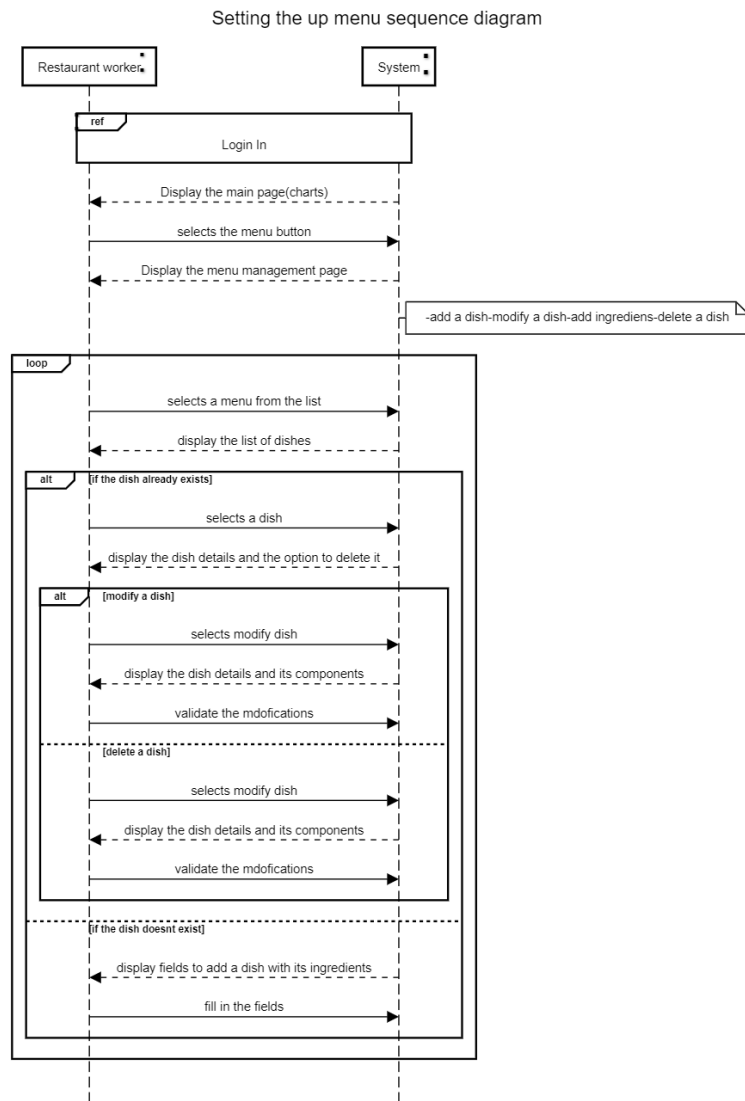 Setting the up menu sequence diagram
Restaurant worker
System
ref
Login In
Display the main page(charts)
selects the menu button
Display the menu management page
-add a dish-modify a dish-add ingrediens-delete a dish
loop
selects a menu from the list
display the list of dishes
alt [if the dish already exists]
selects a dish
display the dish details and the option to delete it
alt [modify a dish]
selects modify dish
display the dish details and its components
validate the mdofications
[delete a dish]
selects modify dish
display the dish details and its components
validate the mdofications
[if the dish doesnt exist]
display fields to add a dish with its ingredients
fill in the fields